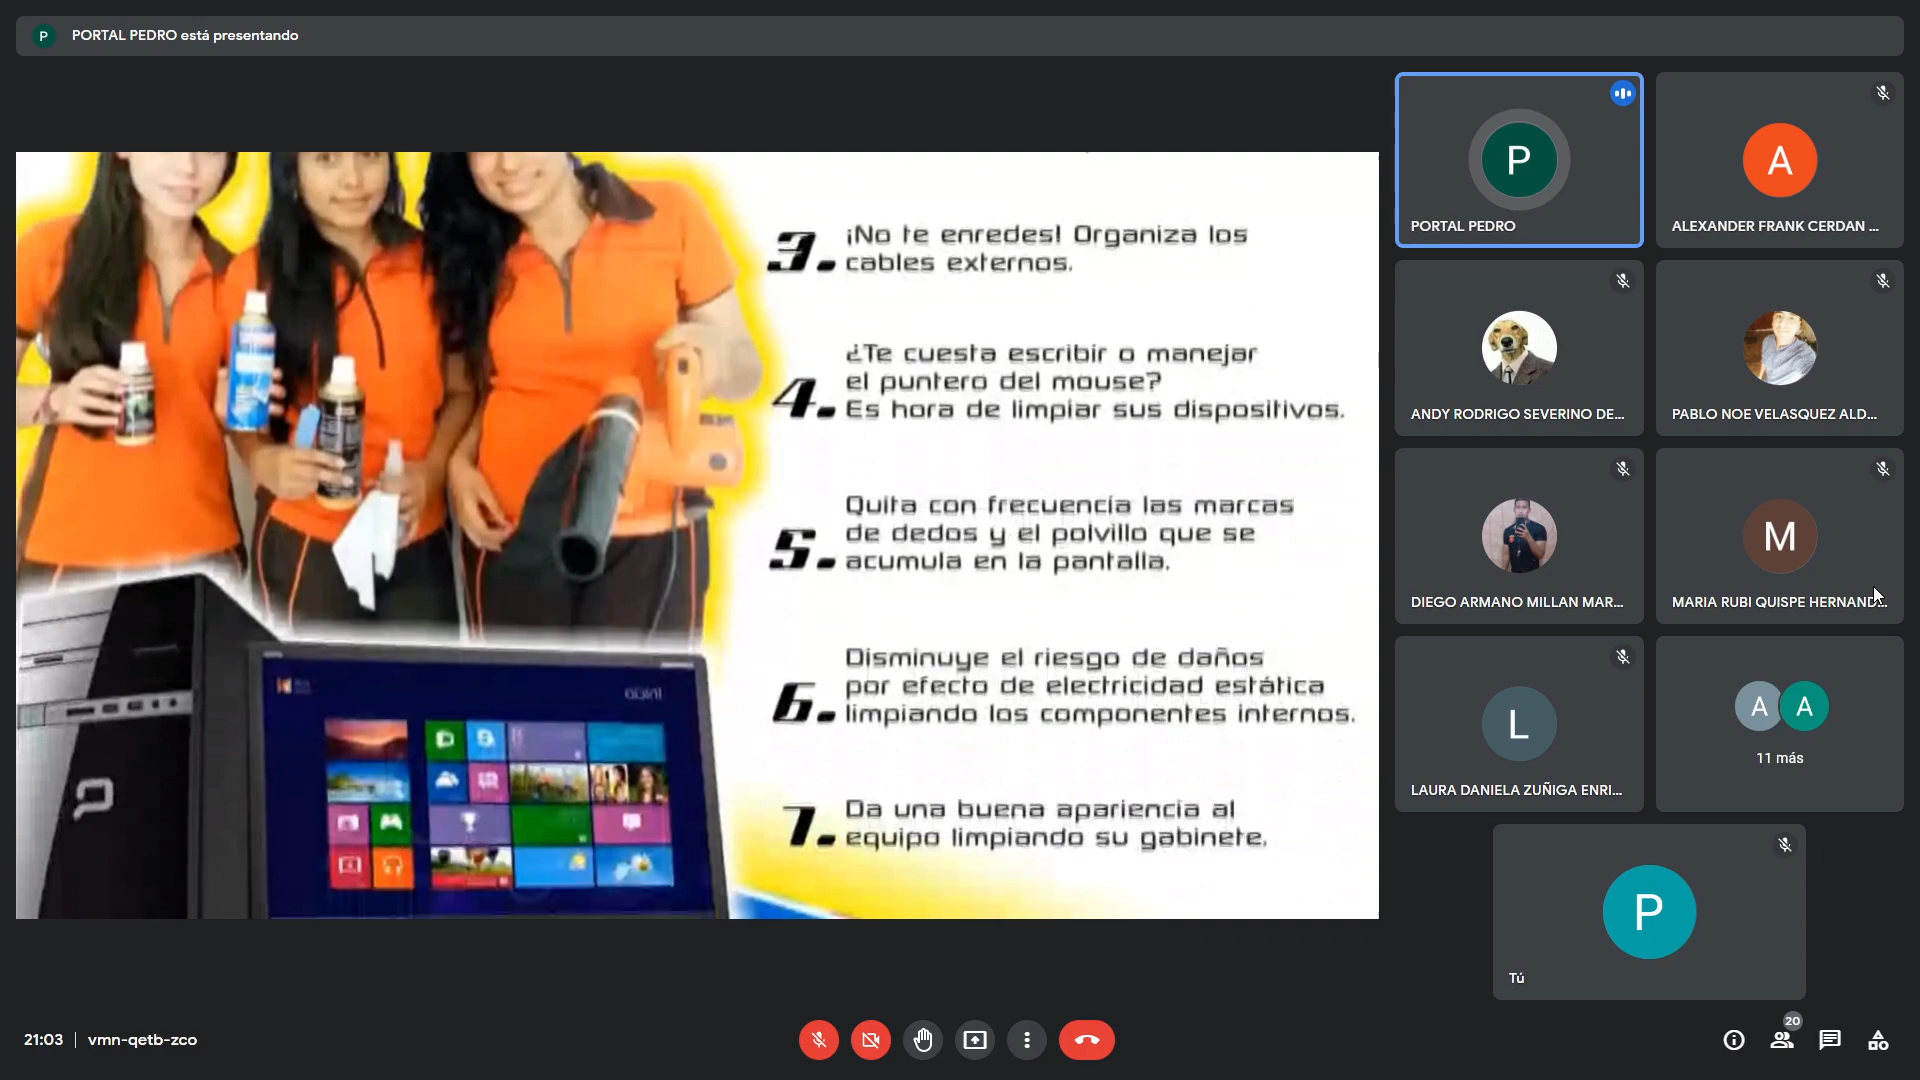 P
PORTAL PEDRO está presentando
3. ¡No te enredes! Organiza los
cables externos.
4. ¿Te cuesta escribir o manejar
el puntero del mouse?
Es hora de limpiar sus dispositivos.
5. Quita con frecuencia las marcas
de dedos y el polvillo que se
acumula en la pantalla.
6. Disminuye el riesgo de daños
por efecto de electricidad estática
limpiando los componentes internos.
7. Da una buena apariencia al
equipo limpiando su gabinete.
P
PORTAL PEDRO
A
ALEXANDER FRANK CERDAN ...
ANDY RODRIGO SEVERINO DE...
PABLO NOE VELASQUEZ ALD...
DIEGO ARMANO MILLAN MAR...
M
MARIA RUBI QUISPE HERNAND...
L
LAURA DANIELA ZUÑIGA ENRI...
A A
11 más
P
Tú
21:03 | vmn-qetb-zco
20